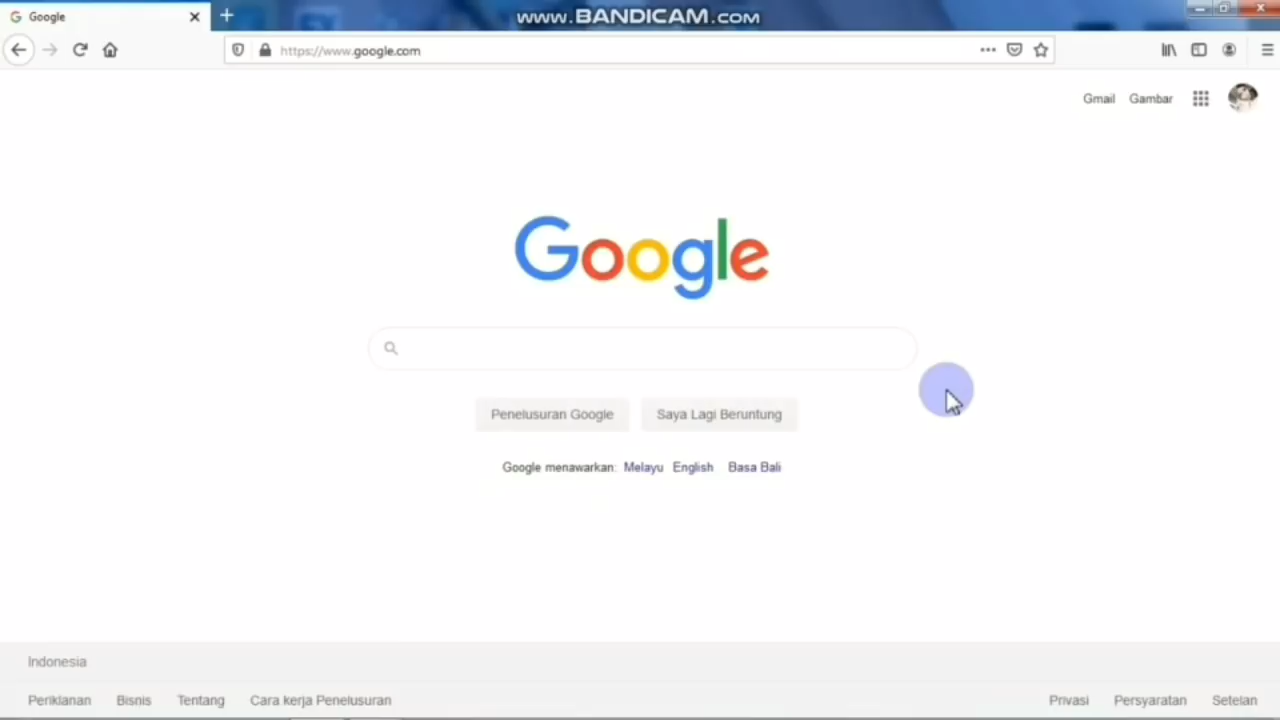 Google
www.BANDICAM.com
https://www.google.com
Gmail Gambar
Google
Penelusuran Google Saya Lagi Beruntung
Google menawarkan: Melayu English Basa Bali
Indonesia
Periklanan Bisnis Tentang Cara kerja Penelusuran Privasi Persyaratan Setelan